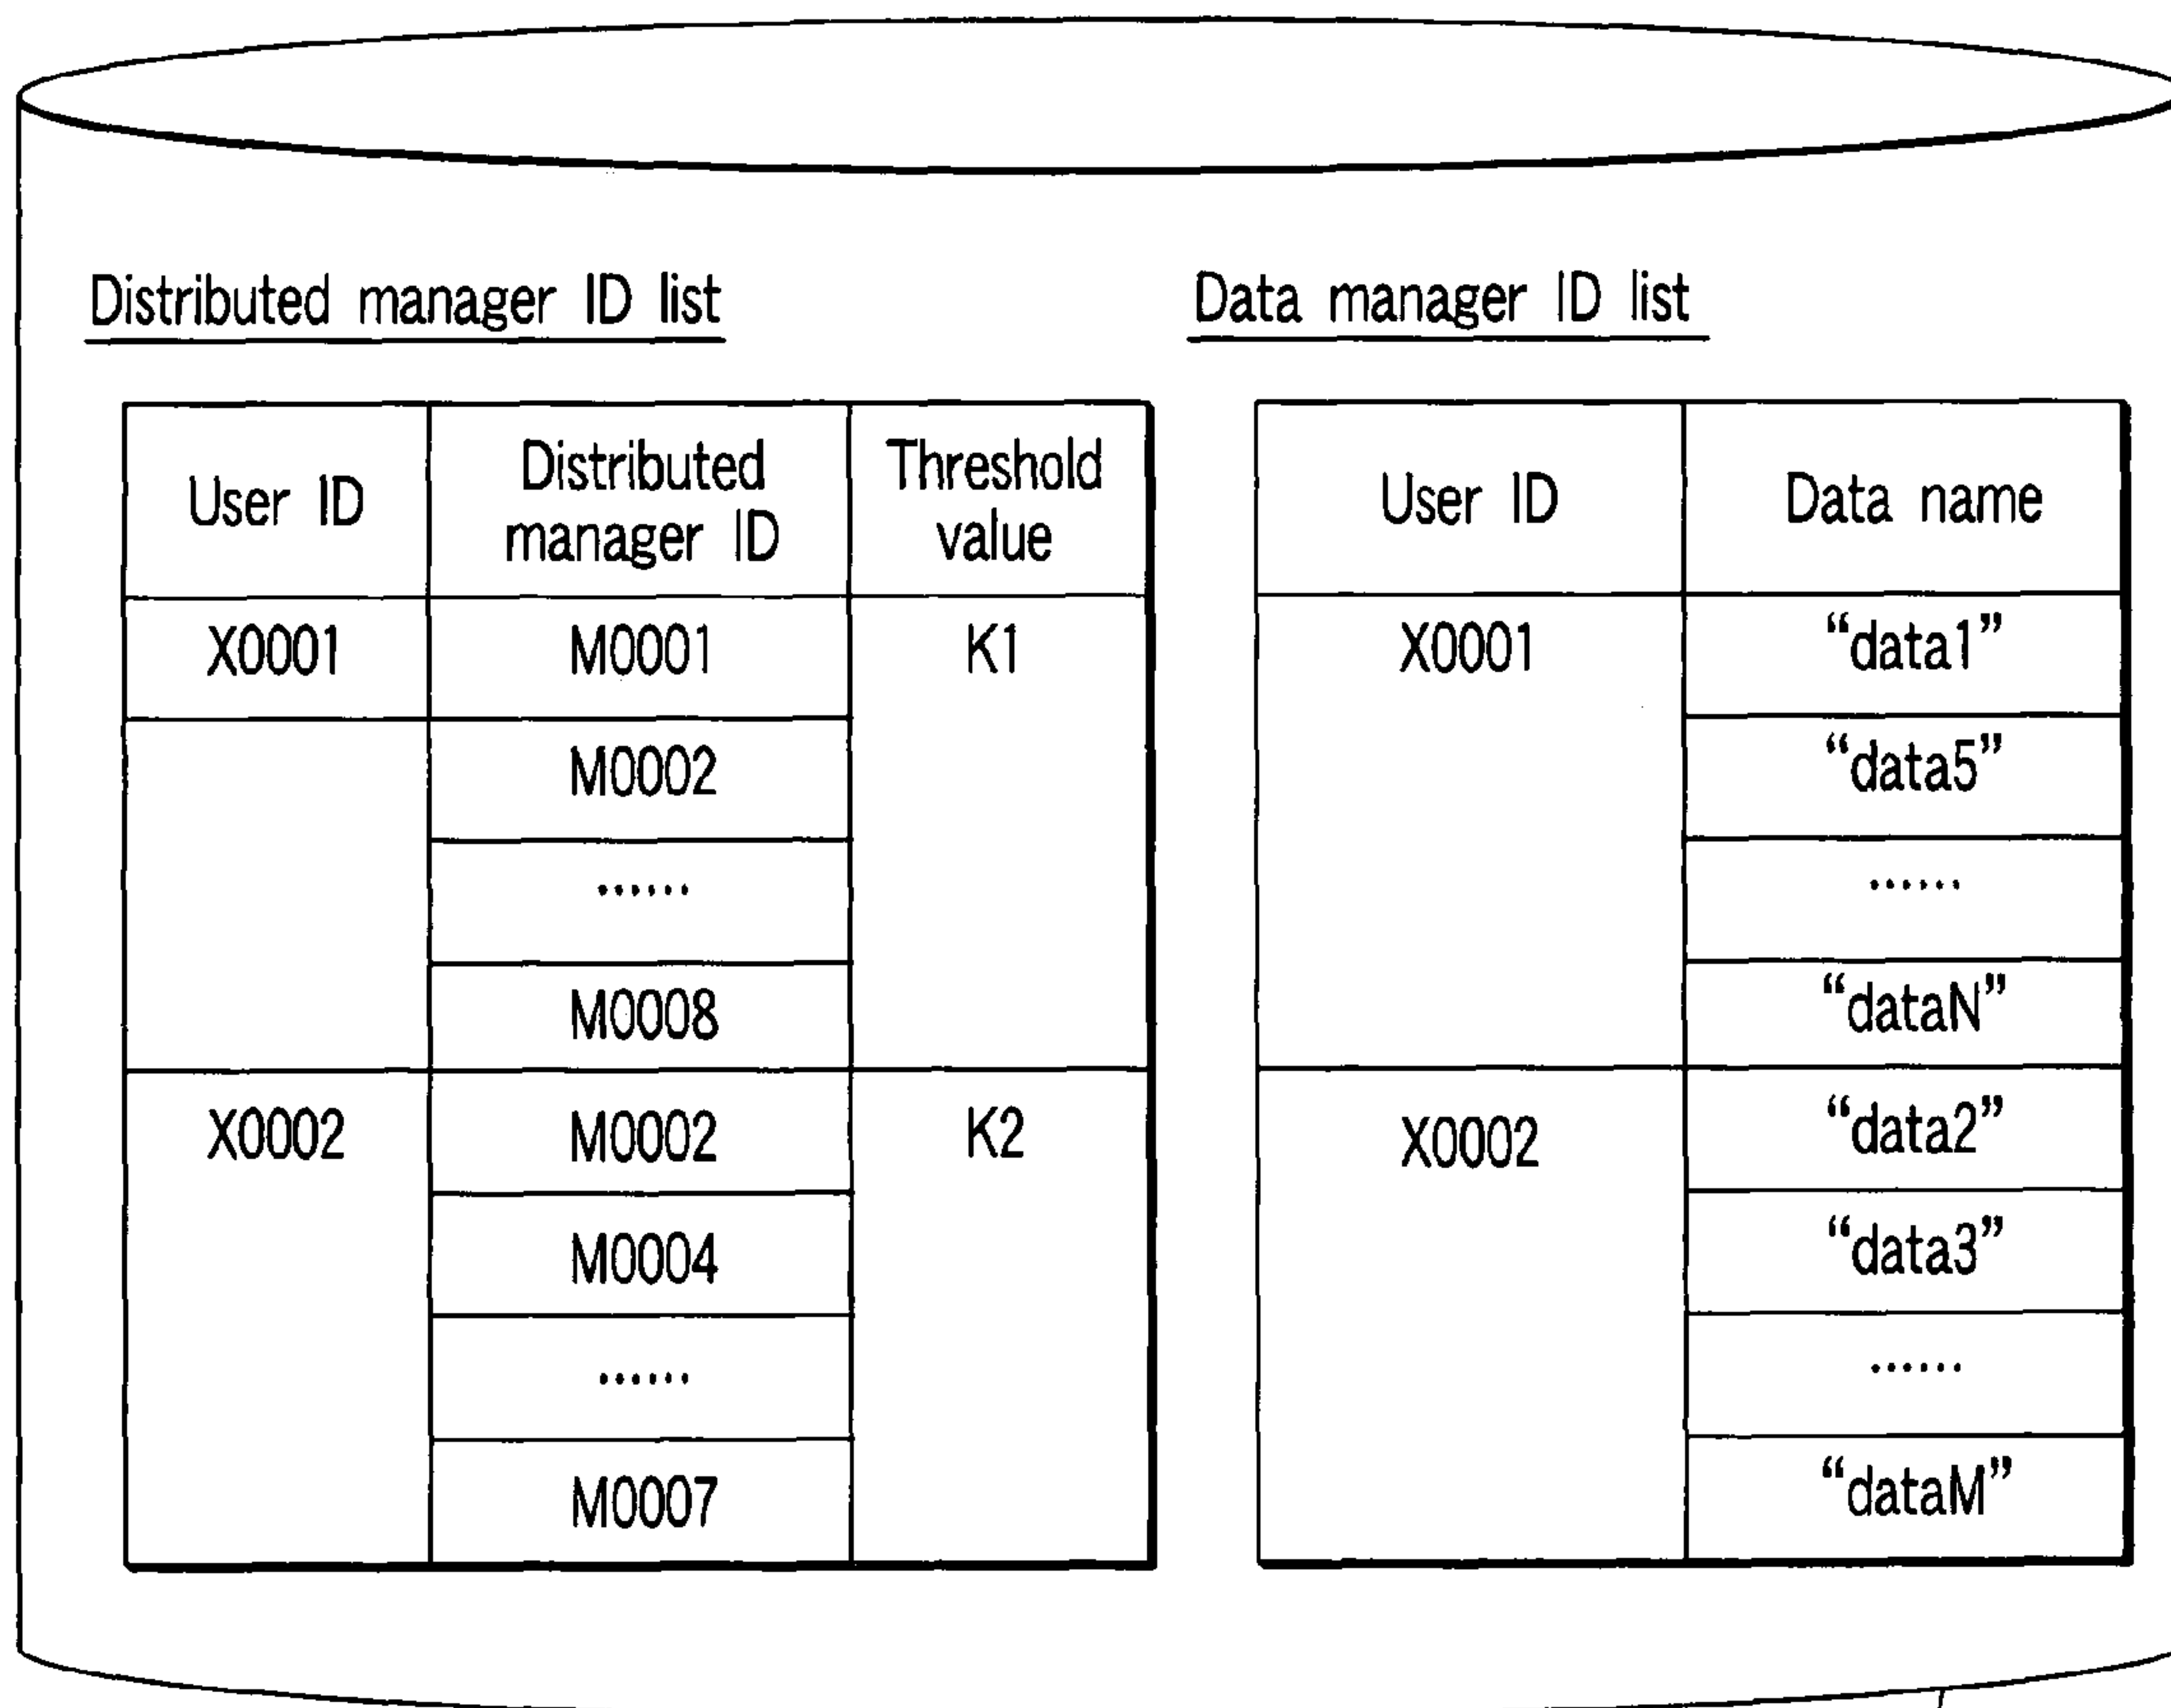 Distributed manager ID list
User ID Distributed manager ID Threshold value
X0001 M0001 K1
M0002
······
M0008
X0002 M0002 K2
M0004
······
M0007
Data manager ID list
User ID Data name
X0001 “data1”
“data5”
······
“dataN”
X0002 “data2”
“data3”
······
“dataM”